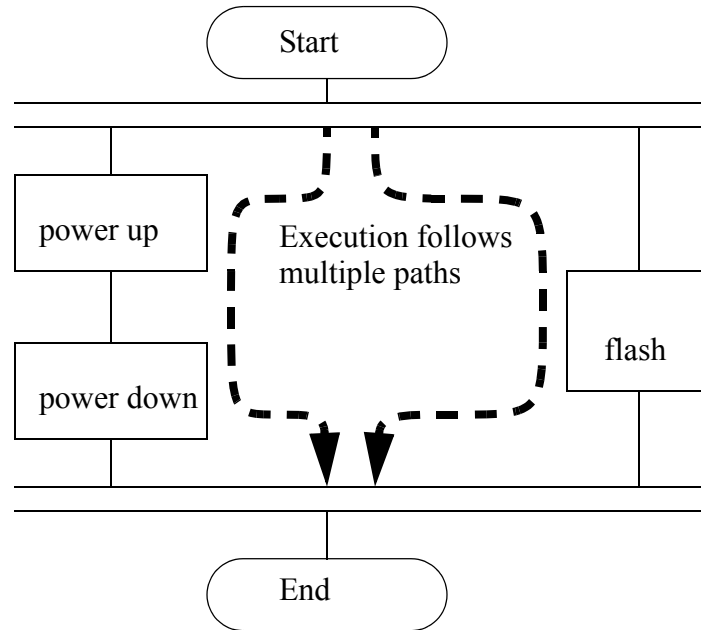 Start
power up
Execution follows
multiple paths
flash
power down
End